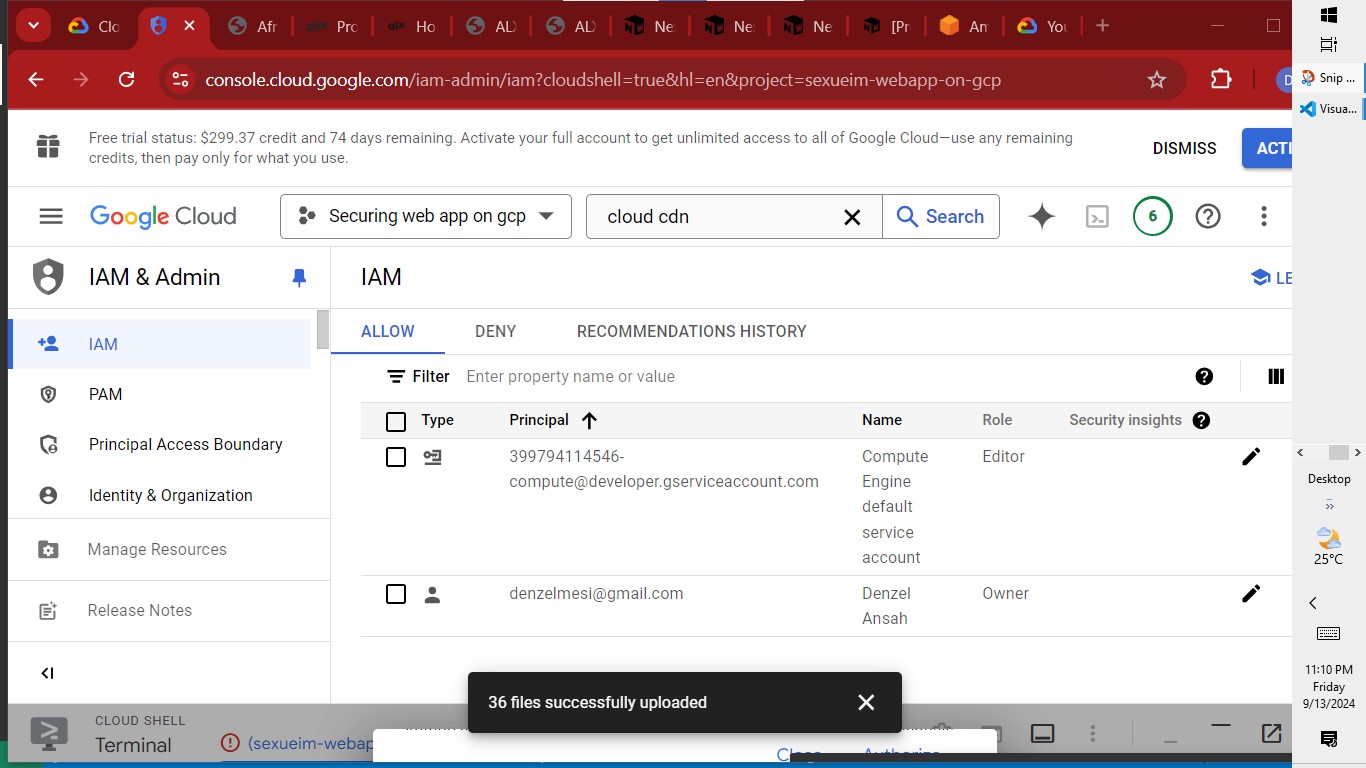 Clo
Afr
Pro
Ho
AL
AL
Ne
Ne
Ne
[Pr
Am
You
console.cloud.google.com/iam-admin/iam?cloudshell=true&hl=en&project=sexueim-webapp-on-gcp
D
Snip ...
Visua...
Free trial status: $299.37 credit and 74 days remaining. Activate your full account to get unlimited access to all of Google Cloud—use any remaining
credits, then pay only for what you use.
DISMISS
ACTI
Google Cloud
Securing web app on gcp
cloud cdn
Search
6
IAM & Admin
IAM
LE
IAM
PAM
Principal Access Boundary
Identity & Organization
Manage Resources
Release Notes
ALLOW DENY RECOMMENDATIONS HISTORY
Filter Enter property name or value
Type Principal Name Role Security insights
399794114546-
compute@developer.gserviceaccount.com
Compute
Engine
default
service
account
Editor
denzelmesi@gmail.com
Denzel
Ansah
Owner
36 files successfully uploaded
CLOUD SHELL
Terminal
(sexueim-webap
Close Authorize
Desktop
25°C
11:10 PM
Friday
9/13/2024